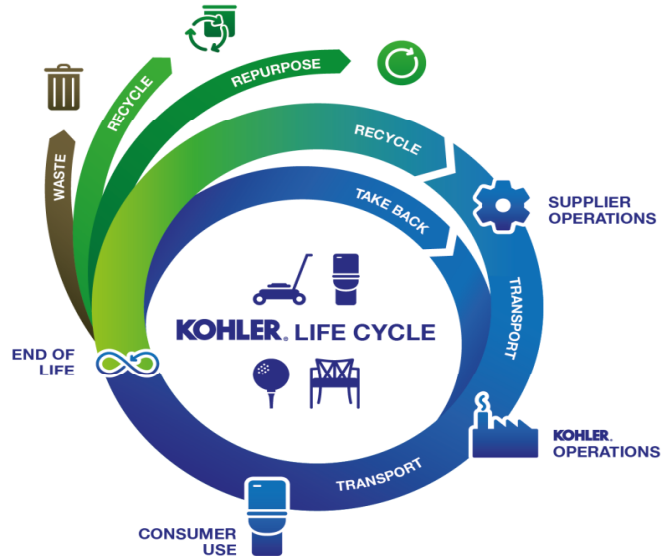 REPURPOSE
RECYCLE
WASTE
RECYCLE
TAKE BACK
SUPPLIER
OPERATIONS
TRANSPORT
KOHLER. LIFE CYCLE
END OF
LIFE
KOHLER.
OPERATIONS
TRANSPORT
CONSUMER
USE